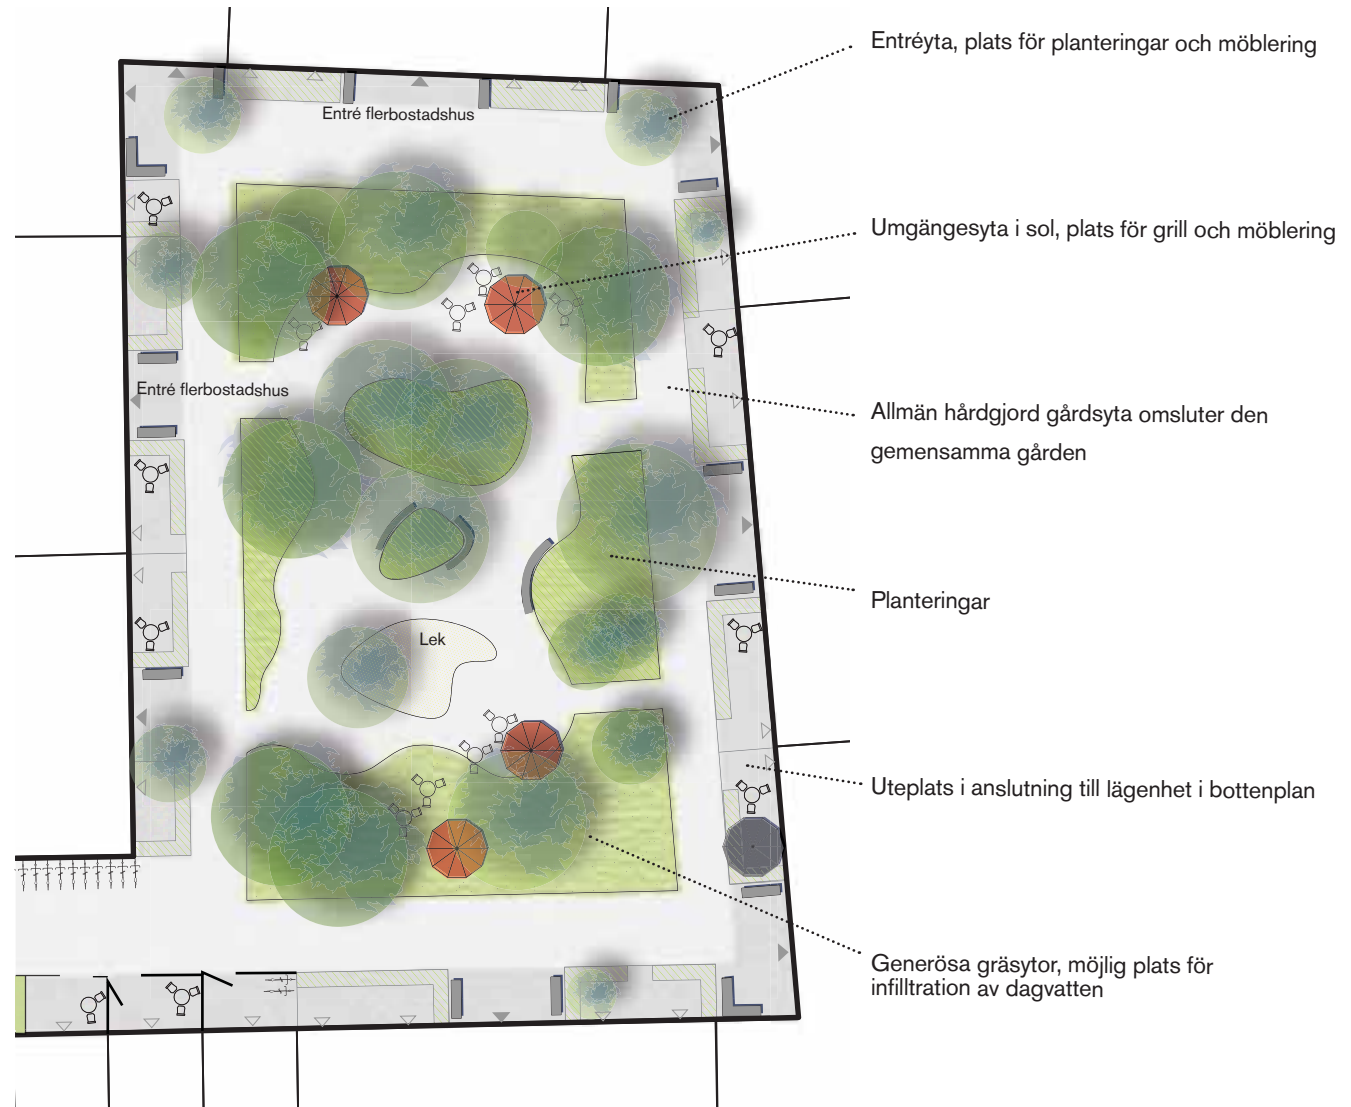 Entréyta, plats för planteringar och möblering
Entré flerbostadshus
Umgängesyta i sol, plats för grill och möblering
Entré flerbostadshus
Allmän hårdgjord gårdsyta omsluter den
gemensamma gården
Planteringar
Lek
Uteplats i anslutning till lägenhet i bottenplan
Generösa gräsytor, möjlig plats för
infilltration av dagvatten